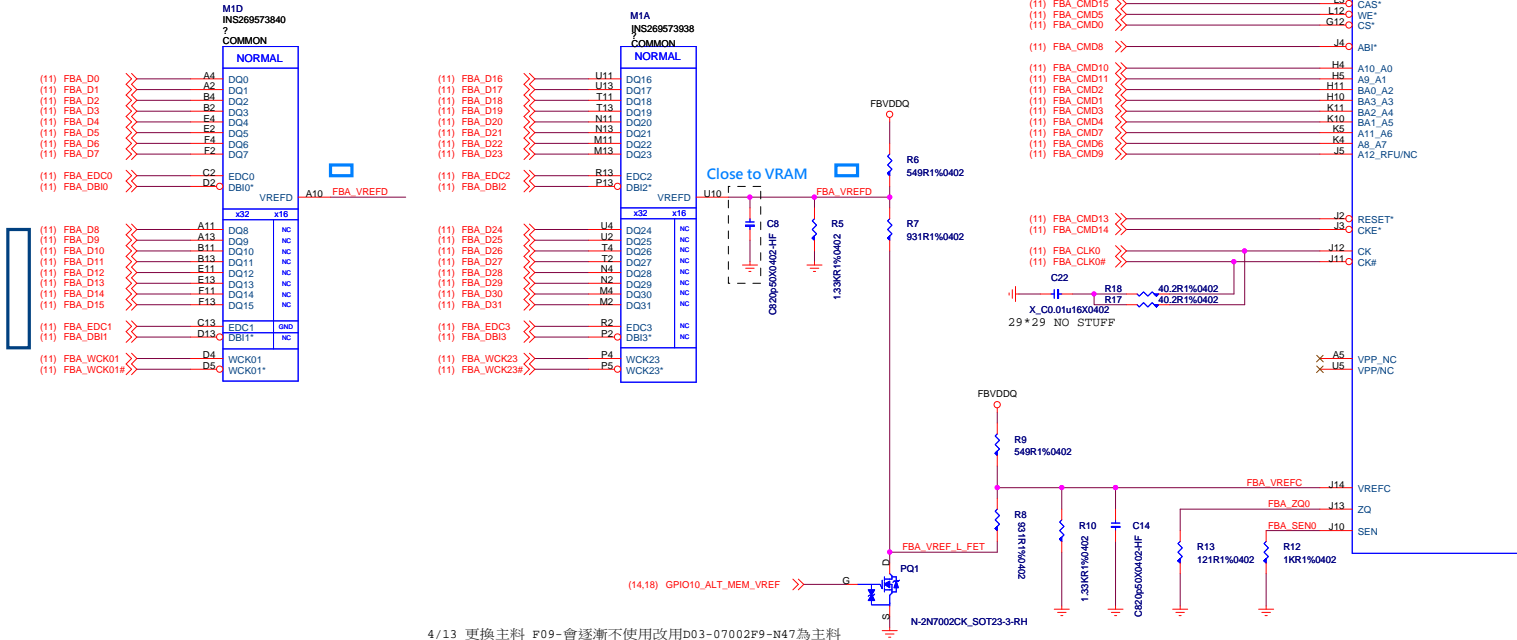 M1D
INS269573840
?
COMMON
NORMAL
(11) FBA_D0 A4 DQ0
(11) FBA_D1 A2 DQ1
(11) FBA_D2 B4 DQ2
(11) FBA_D3 B2 DQ3
(11) FBA_D4 E4 DQ4
(11) FBA_D5 E2 DQ5
(11) FBA_D6 F4 DQ6
(11) FBA_D7 F2 DQ7
(11) FBA_EDC0 C2 EDC0
(11) FBA_DBI0 D2 DBI0*
VREFD A10 FBA_VREFD
x32 x16
(11) FBA_D8 A11 DQ8 NC
(11) FBA_D9 A13 DQ9 NC
(11) FBA_D10 B11 DQ10 NC
(11) FBA_D11 B13 DQ11 NC
(11) FBA_D12 E11 DQ12 NC
(11) FBA_D13 E13 DQ13 NC
(11) FBA_D14 F11 DQ14 NC
(11) FBA_D15 F13 DQ15 NC
(11) FBA_EDC1 C13 EDC1 GND
(11) FBA_DBI1 D13 DBI1* NC
(11) FBA_WCK01 D4 WCK01
(11) FBA_WCK01# D5 WCK01*
M1A
INS269573938
?
COMMON
NORMAL
(11) FBA_D16 U11 DQ16
(11) FBA_D17 U13 DQ17
(11) FBA_D18 T11 DQ18
(11) FBA_D19 T13 DQ19
(11) FBA_D20 N11 DQ20
(11) FBA_D21 N13 DQ21
(11) FBA_D22 M11 DQ22
(11) FBA_D23 M13 DQ23
(11) FBA_EDC2 R13 EDC2
(11) FBA_DBI2 P13 DBI2*
VREFD U10 FBA_VREFD
x32 x16
(11) FBA_D24 U4 DQ24 NC
(11) FBA_D25 U2 DQ25 NC
(11) FBA_D26 T4 DQ26 NC
(11) FBA_D27 T2 DQ27 NC
(11) FBA_D28 N4 DQ28 NC
(11) FBA_D29 N2 DQ29 NC
(11) FBA_D30 M4 DQ30 NC
(11) FBA_D31 M2 DQ31 NC
(11) FBA_EDC3 R2 EDC3 NC
(11) FBA_DBI3 P2 DBI3* NC
(11) FBA_WCK23 P4 WCK23
(11) FBA_WCK23# P5 WCK23*
Close to VRAM
C8
C820p50X0402-HF
R5
1.33KR1%0402
FBVDDQ
R6
549R1%0402
R7
931R1%0402
(11) FBA_CMD15 L3 CAS*
(11) FBA_CMD5 L12 WE*
(11) FBA_CMD0 G12 CS*
(11) FBA_CMD8 J4 ABI*
(11) FBA_CMD10 H4 A10_A0
(11) FBA_CMD11 H5 A9_A1
(11) FBA_CMD2 H11 BA0_A2
(11) FBA_CMD1 H10 BA3_A3
(11) FBA_CMD3 K11 BA2_A4
(11) FBA_CMD4 K10 BA1_A5
(11) FBA_CMD7 K5 A11_A6
(11) FBA_CMD6 K4 A8_A7
(11) FBA_CMD9 J5 A12_RFU/NC
(11) FBA_CMD13 J2 RESET*
(11) FBA_CMD14 J3 CKE*
(11) FBA_CLK0 J12 CK
(11) FBA_CLK0# J11 CK#
C22
X_C0.01u16X0402
R18 40.2R1%0402
R17 40.2R1%0402
29*29 NO STUFF
A5 VPP_NC
U5 VPP/NC
FBVDDQ
R9
549R1%0402
FBA_VREFC J14 VREFC
FBA_ZQ0 J13 ZQ
FBA_SEN0 J10 SEN
R8
931R1%0402
R10
1.33KR1%0402
C14
C820p50X0402-HF
R13
121R1%0402
R12
1KR1%0402
FBA_VREF_L_FET
D
PQ1
(14,18) GPIO10_ALT_MEM_VREF G
S
N-2N7002CK_SOT23-3-RH
4/13 更換主料 F09-會逐漸不使用改用D03-07002F9-N47為主料